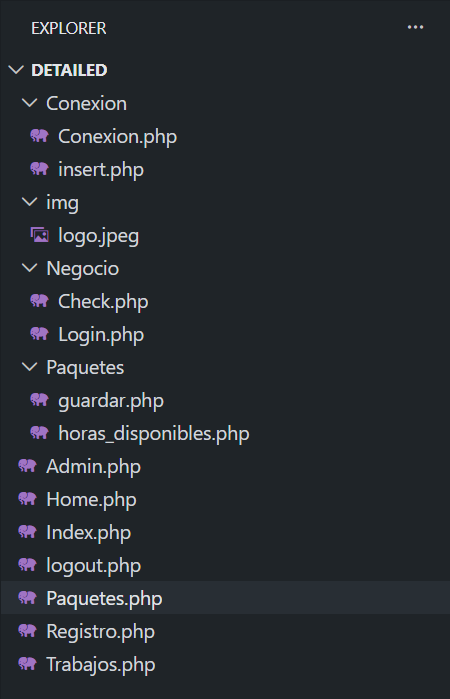 EXPLORER
DETAILED
Conexion
Conexion.php
insert.php
img
logo.jpeg
Negocio
Check.php
Login.php
Paquetes
guardar.php
horas_disponibles.php
Admin.php
Home.php
Index.php
logout.php
Paquetes.php
Registro.php
Trabajos.php